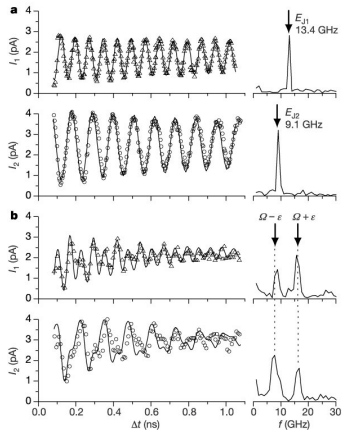 a
4
3
2
1
0
I₁ (pA)
E_J1
13.4 GHz
4
3
2
1
0
I₂ (pA)
E_J2
9.1 GHz
b
4
3
2
1
0
I₁ (pA)
Ω – ε
Ω + ε
4
3
2
1
0
I₂ (pA)
0.0 0.2 0.4 0.6 0.8 1.0
0 10 20 30
Δt (ns)
f (GHz)